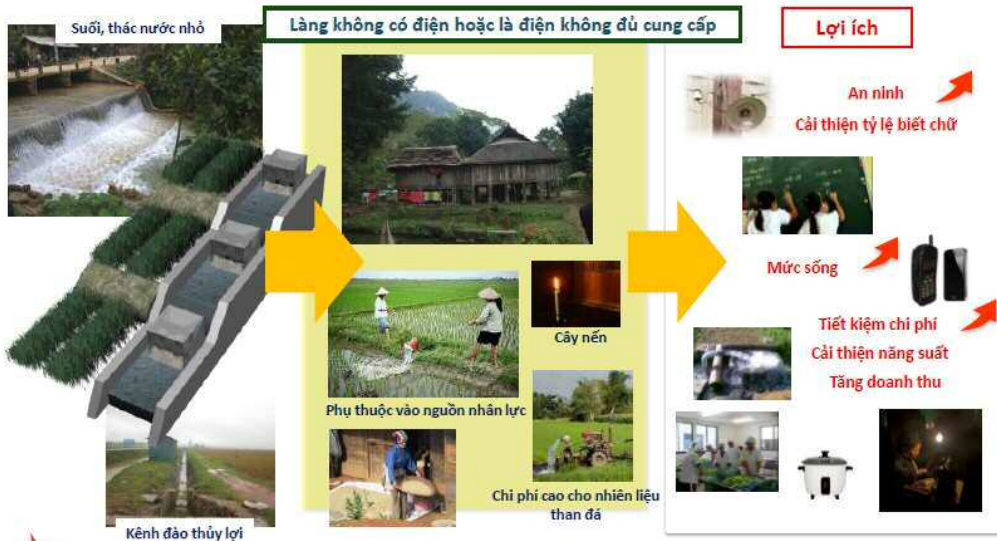 Suối, thác nước nhỏ
Kênh đào thủy lợi
Làng không có điện hoặc là điện không đủ cung cấp
Cây nến
Phụ thuộc vào nguồn nhân lực
Chi phí cao cho nhiên liệu
than đá
Lợi ích
An ninh
Cải thiện tỷ lệ biết chữ
Mức sống
Tiết kiệm chi phí
Cải thiện năng suất
Tăng doanh thu